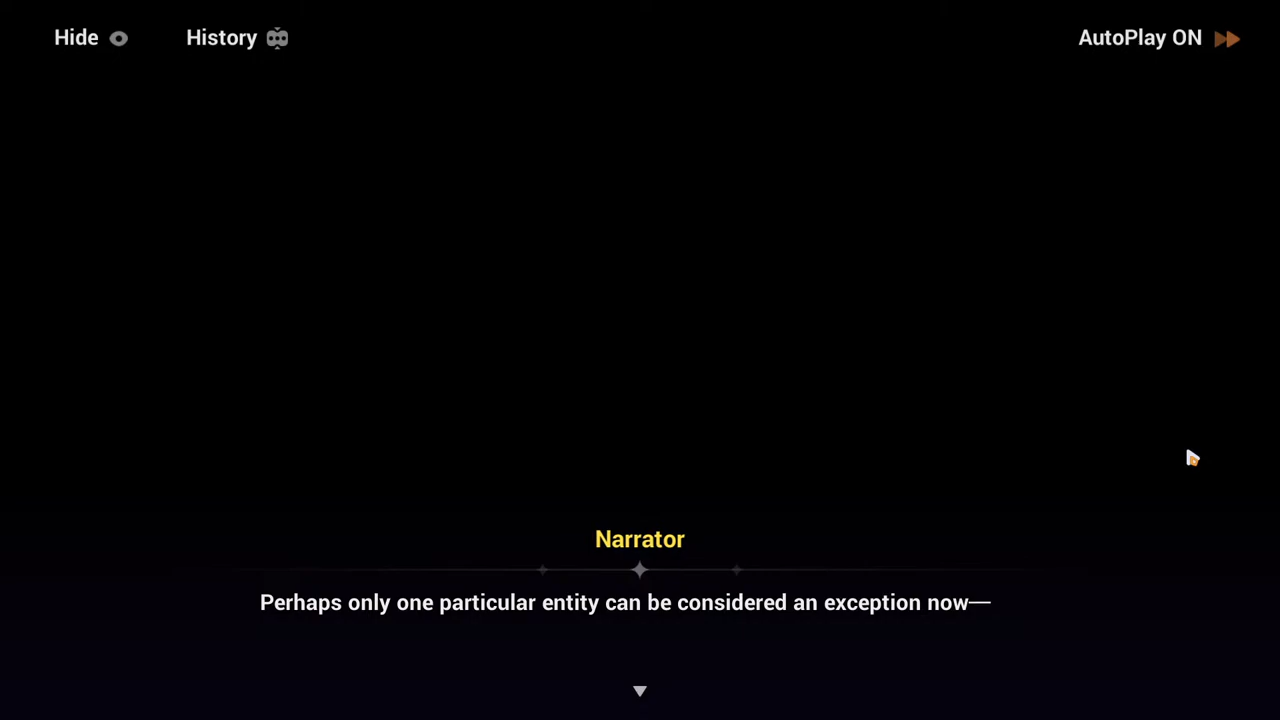 Hide
History
AutoPlay ON
Narrator
Perhaps only one particular entity can be considered an exception now—